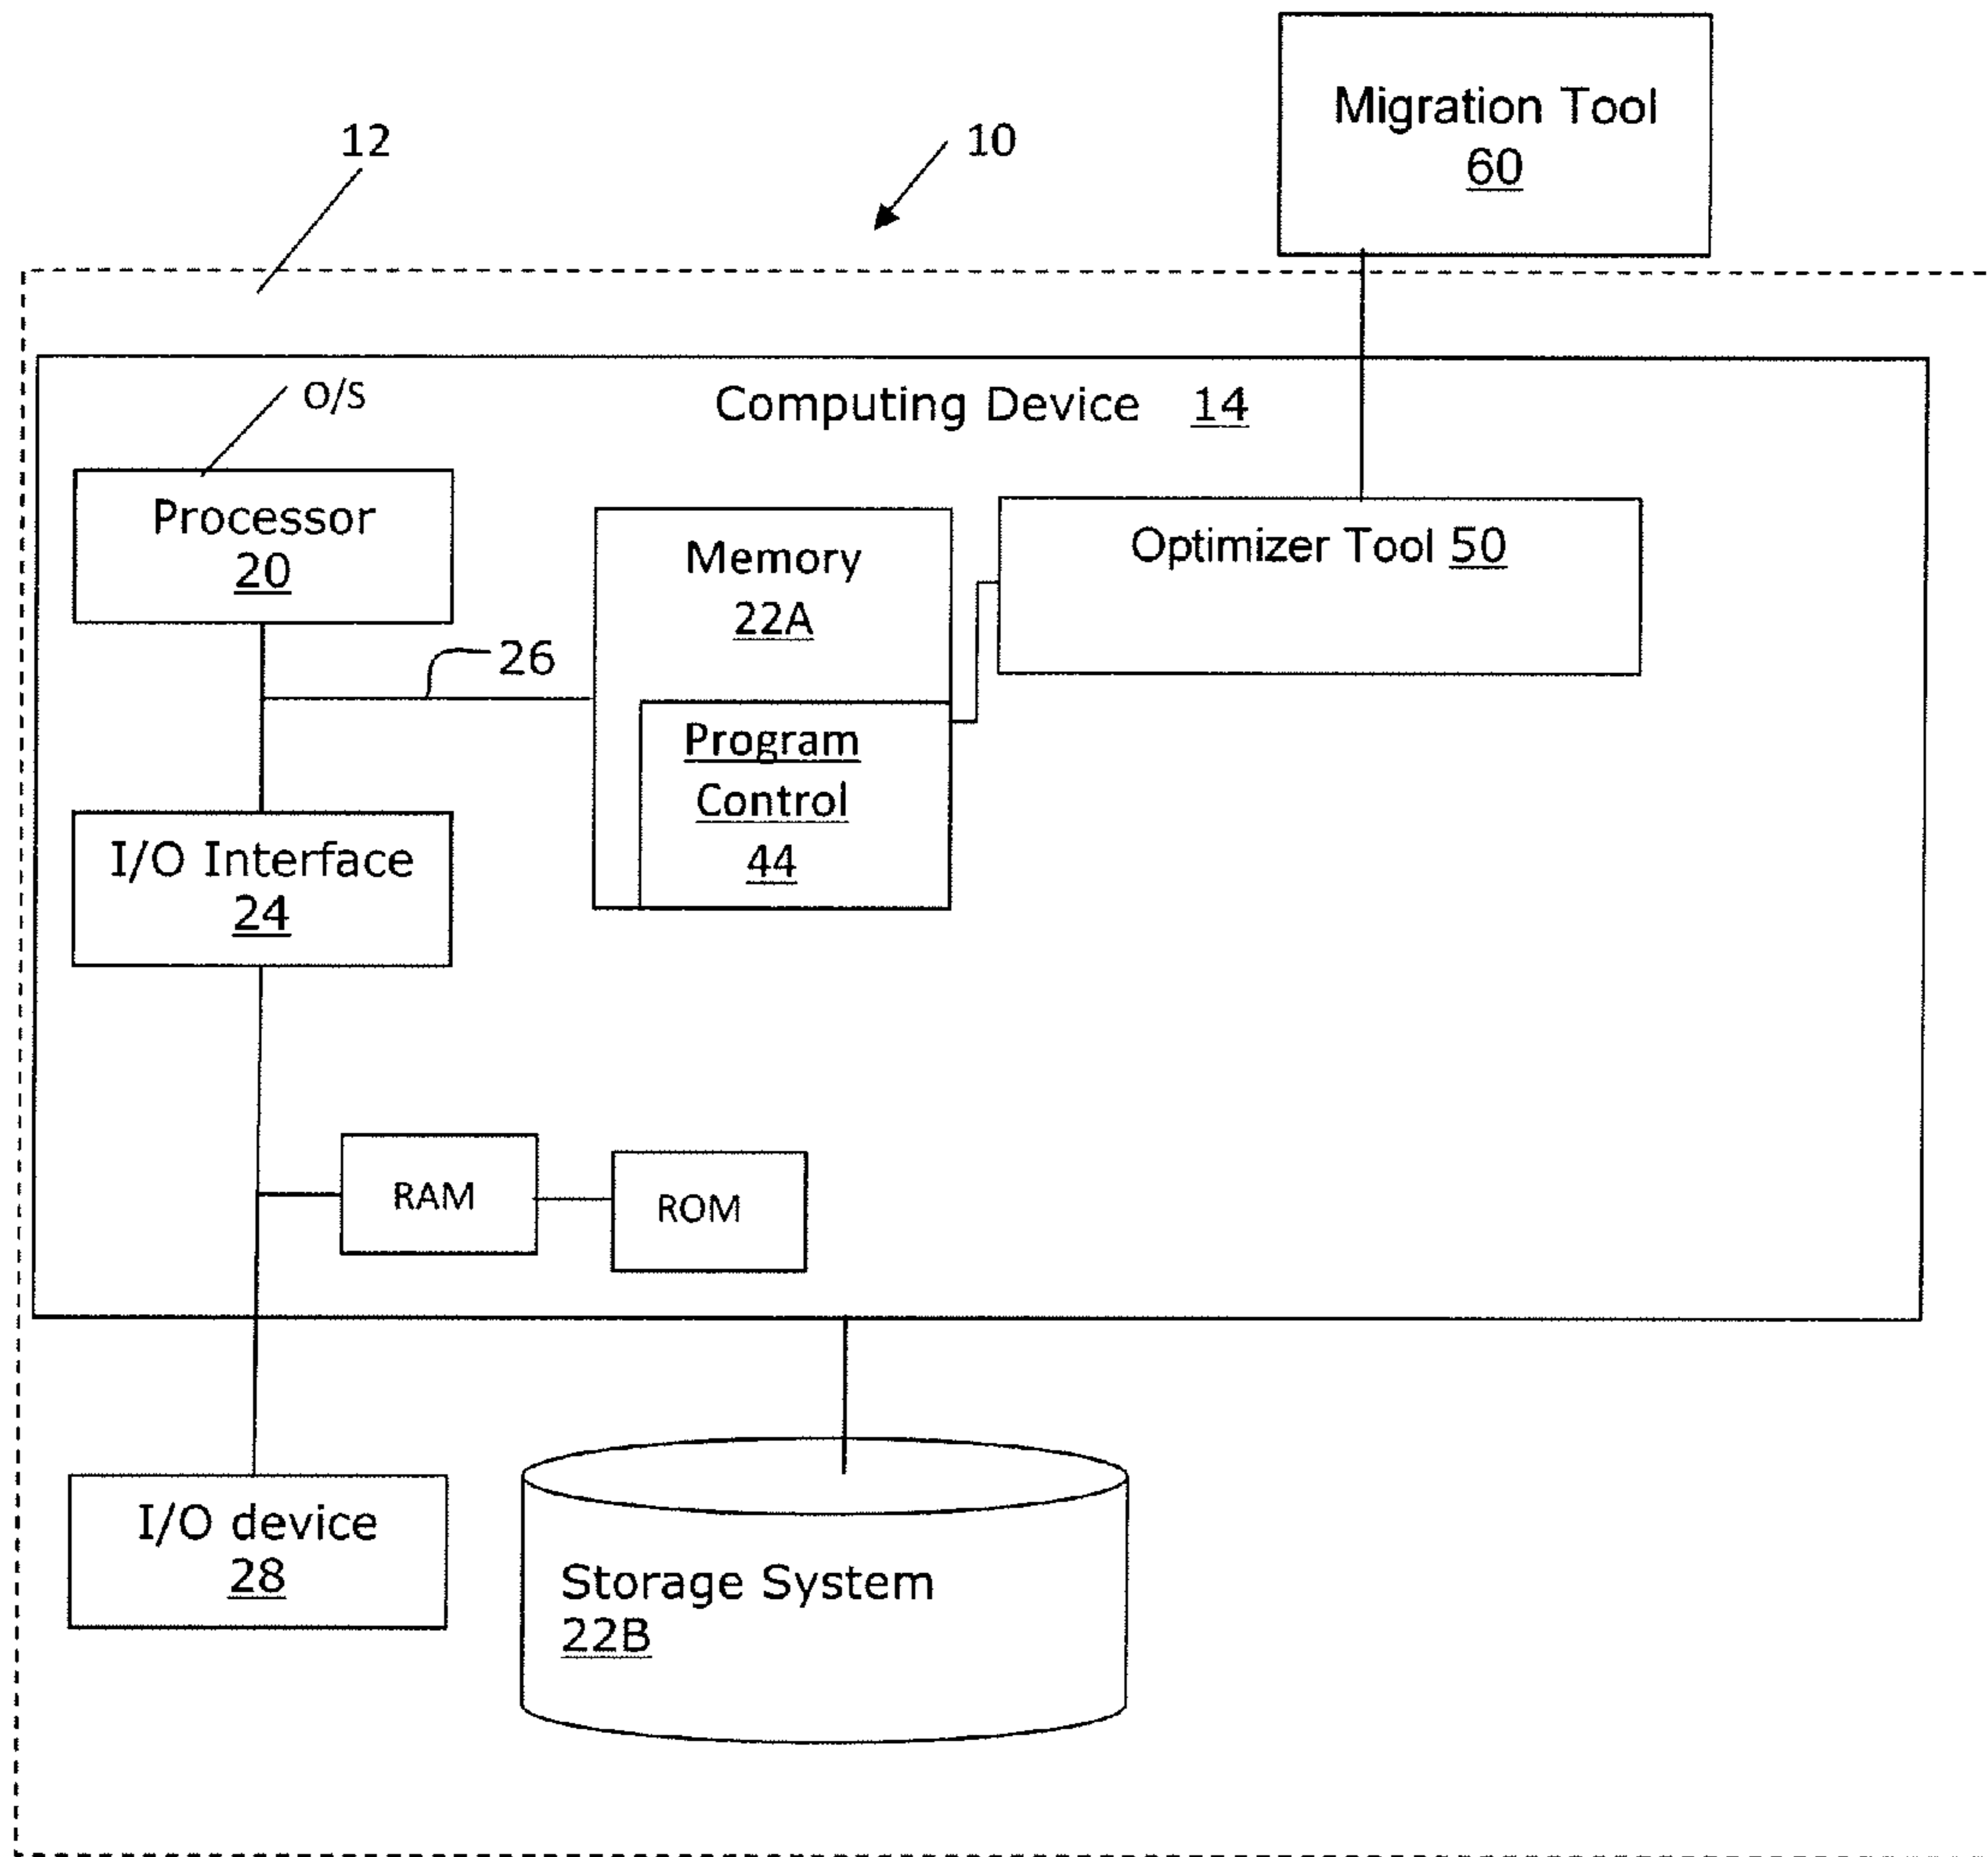 Migration Tool
60
12
10
O/S
Computing Device 14
Processor
20
Memory
22A
Optimizer Tool 50
26
Program
Control
44
I/O Interface
24
RAM
ROM
I/O device
28
Storage System
22B